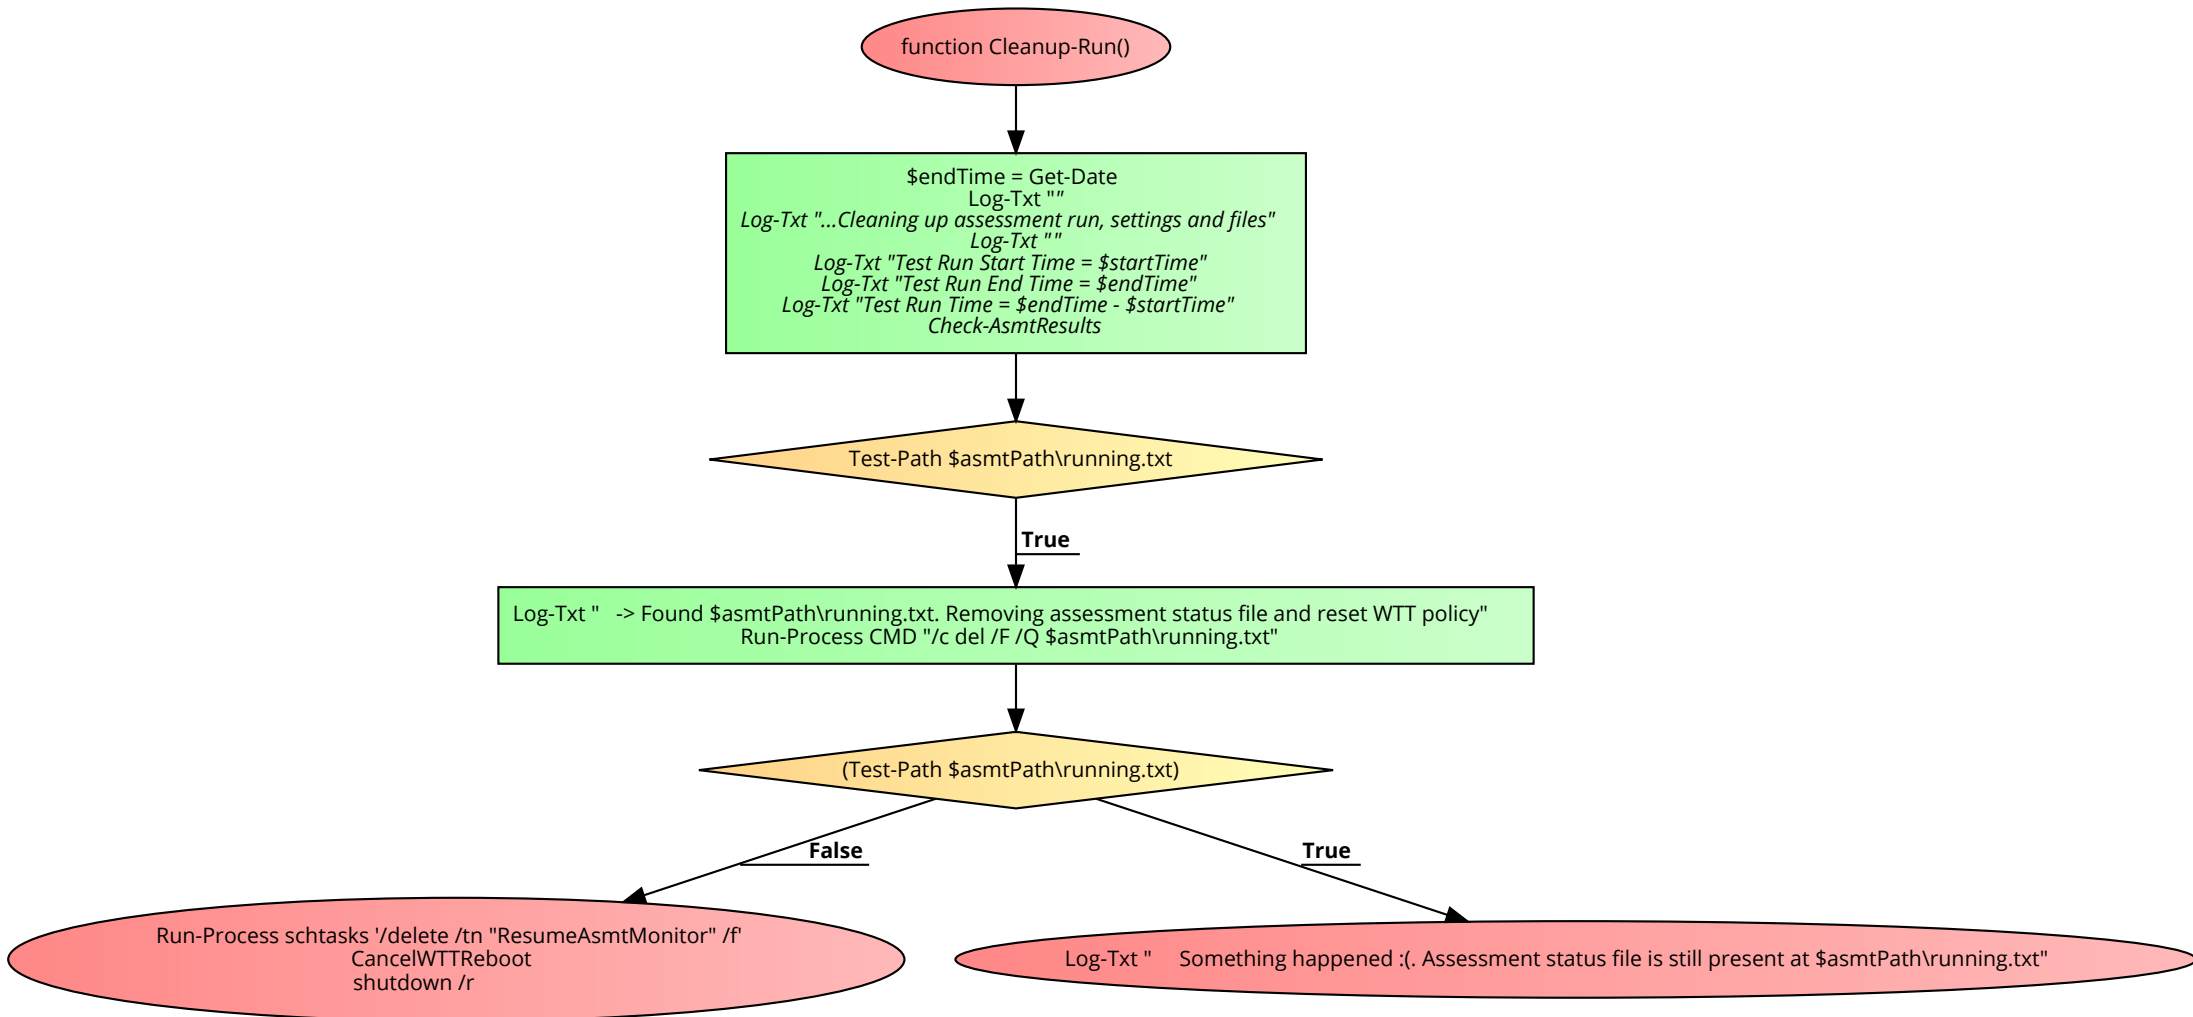 function Cleanup-Run()
$endTime = Get-Date
Log-Txt ""
Log-Txt "...Cleaning up assessment run, settings and files"
Log-Txt ""
Log-Txt "Test Run Start Time = $startTime"
Log-Txt "Test Run End Time = $endTime"
Log-Txt "Test Run Time = $endTime - $startTime"
Check-AsmtResults
Test-Path $asmtPath\running.txt
True
Log-Txt "   -> Found $asmtPath\running.txt. Removing assessment status file and reset WTT policy"
Run-Process CMD "/c del /F /Q $asmtPath\running.txt"
(Test-Path $asmtPath\running.txt)
False
True
Run-Process schtasks '/delete /tn "ResumeAsmtMonitor" /f'
CancelWTTReboot
shutdown /r
Log-Txt "     Something happened :(. Assessment status file is still present at $asmtPath\running.txt"